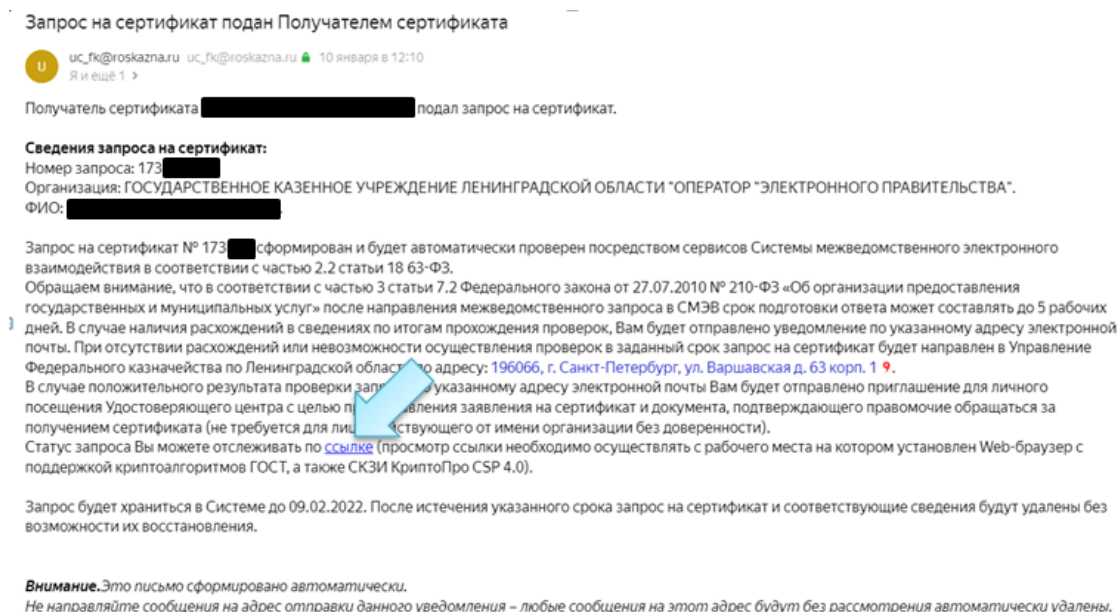 Запрос на сертификат подан Получателем сертификата
U
uc_fk@roskazna.ru uc_fk@roskazna.ru 10 января в 12:10
Я и ещё 1 >
Получатель сертификата подал запрос на сертификат.
Сведения запроса на сертификат:
Номер запроса: 173
Организация: ГОСУДАРСТВЕННОЕ КАЗЕННОЕ УЧРЕЖДЕНИЕ ЛЕНИНГРАДСКОЙ ОБЛАСТИ "ОПЕРАТОР "ЭЛЕКТРОННОГО ПРАВИТЕЛЬСТВА".
ФИО: .
Запрос на сертификат № 173 сформирован и будет автоматически проверен посредством сервисов Системы межведомственного электронного
взаимодействия в соответствии с частью 2.2 статьи 18 63-ФЗ.
Обращаем внимание, что в соответствии с частью 3 статьи 7.2 Федерального закона от 27.07.2010 № 210-ФЗ «Об организации предоставления
государственных и муниципальных услуг» после направления межведомственного запроса в СМЭВ срок подготовки ответа может составлять до 5 рабочих
дней. В случае наличия расхождений в сведениях по итогам прохождения проверок, Вам будет отправлено уведомление по указанному адресу электронной
почты. При отсутствии расхождений или невозможности осуществления проверок в заданный срок запрос на сертификат будет направлен в Управление
Федерального казначейства по Ленинградской области по адресу: 196066, г. Санкт-Петербург, ул. Варшавская д. 63 корп. 1 .
В случае положительного результата проверки указанному адресу электронной почты Вам будет отправлено приглашение для личного
посещения Удостоверяющего центра с целью заявления на сертификат и документа, подтверждающего правомочие обращаться за
получением сертификата (не требуется для действующего от имени организации без доверенности).
Статус запроса Вы можете отслеживать по ссылке (просмотр ссылки необходимо осуществлять с рабочего места на котором установлен Web-браузер с
поддержкой криптоалгоритмов ГОСТ, а также СКЗИ КриптоПро CSP 4.0).
Запрос будет храниться в Системе до 09.02.2022. После истечения указанного срока запрос на сертификат и соответствующие сведения будут удалены без
возможности их восстановления.
Внимание.Это письмо сформировано автоматически.
Не направляйте сообщения на адрес отправки данного уведомления – любые сообщения на этот адрес будут без рассмотрения автоматически удалены.